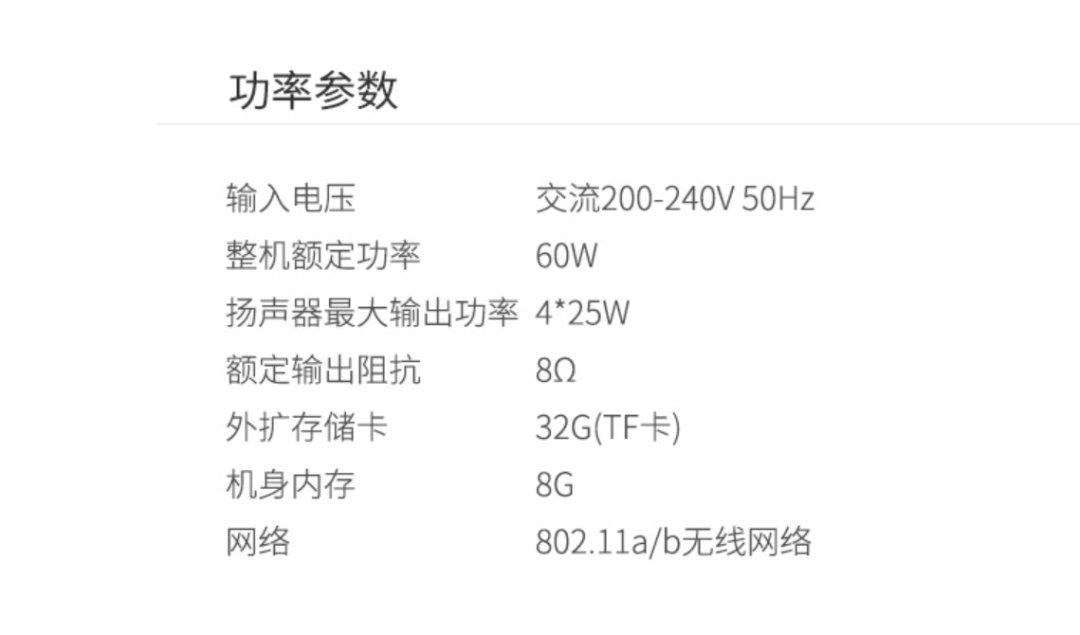 功率参数
输入电压 交流200-240V 50Hz
整机额定功率 60W
扬声器最大输出功率 4*25W
额定输出阻抗 8Ω
外扩存储卡 32G(TF卡)
机身内存 8G
网络 802.11a/b无线网络